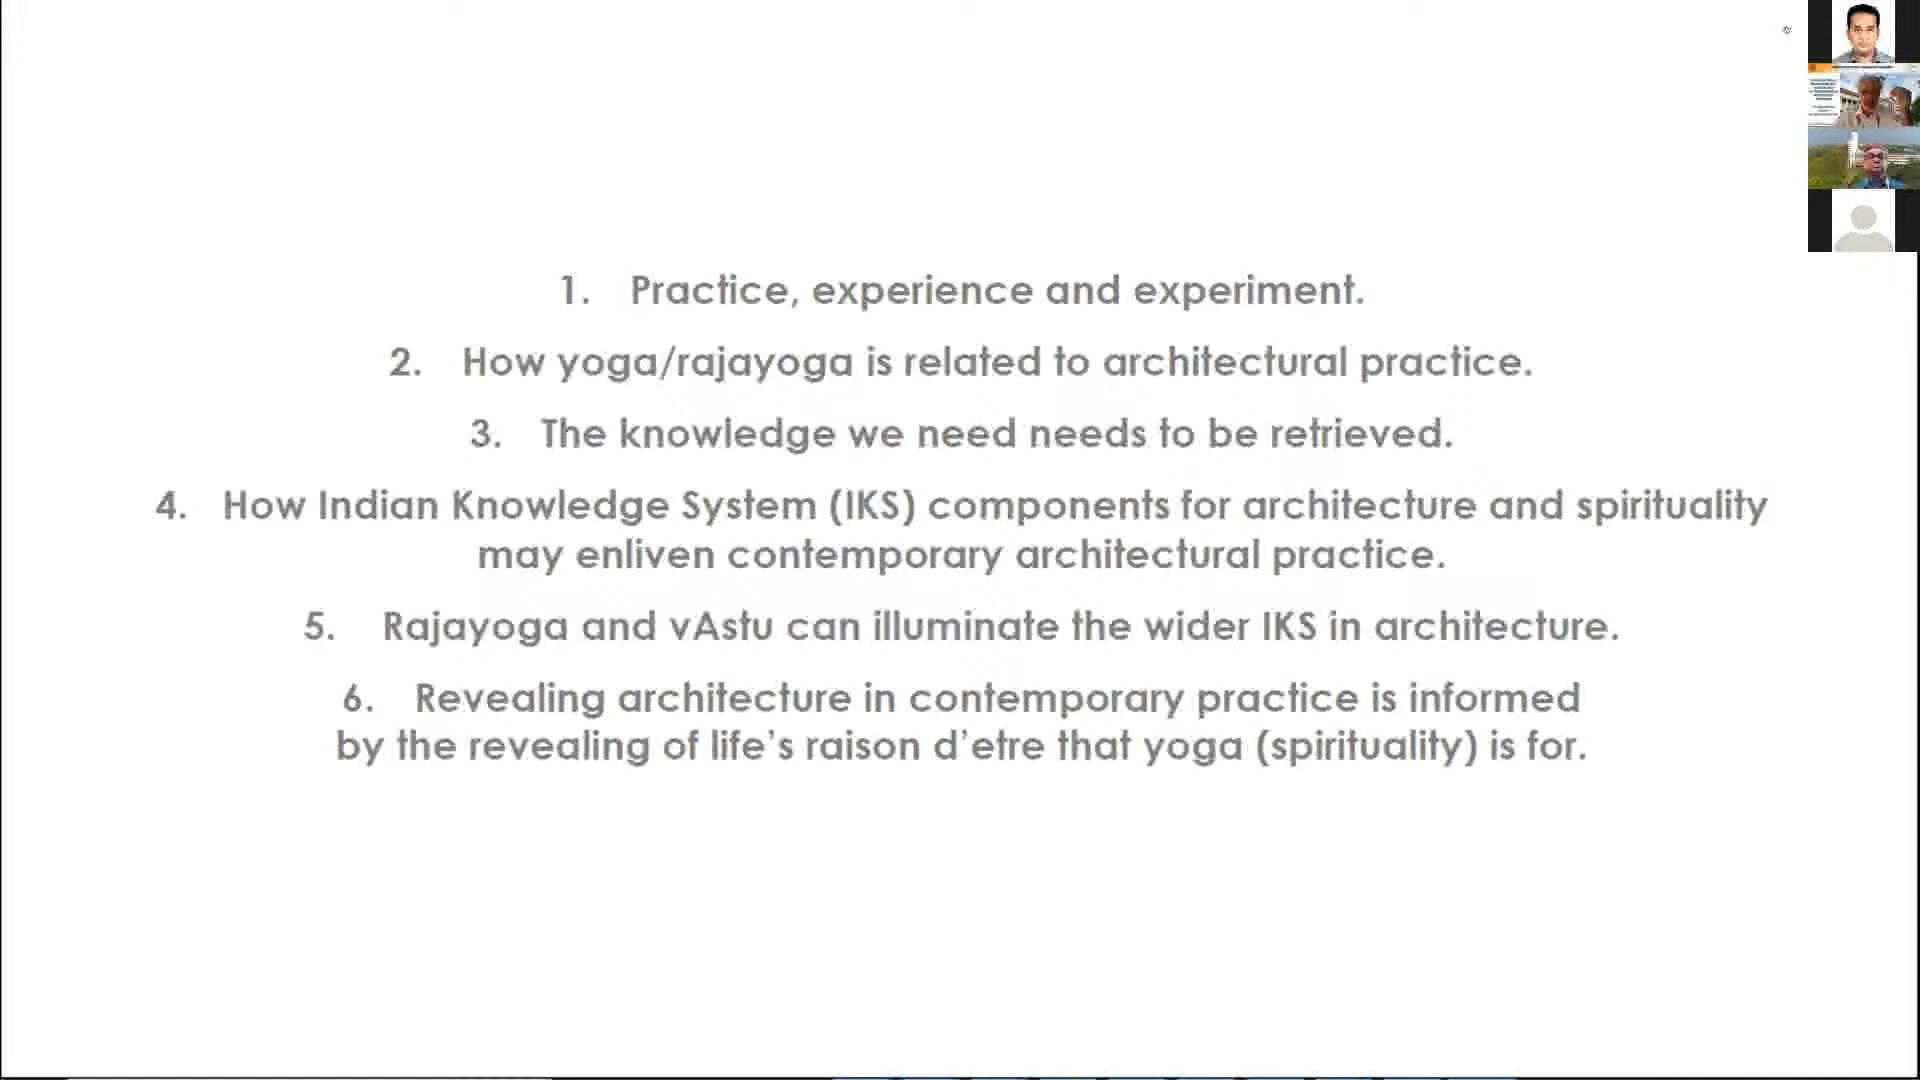 1. Practice, experience and experiment.
2. How yoga/rajayoga is related to architectural practice.
3. The knowledge we need needs to be retrieved.
4. How Indian Knowledge System (IKS) components for architecture and spirituality
may enliven contemporary architectural practice.
5. Rajayoga and vAstu can illuminate the wider IKS in architecture.
6. Revealing architecture in contemporary practice is informed
by the revealing of life’s raison d’etre that yoga (spirituality) is for.